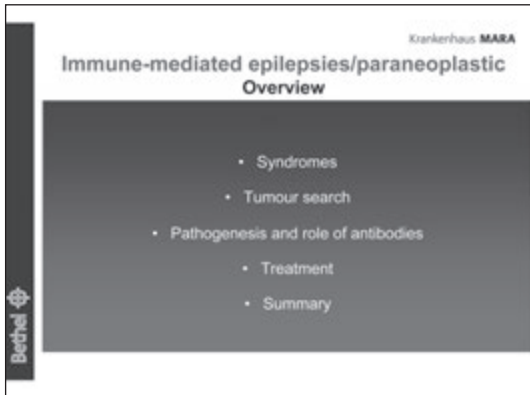 Krankenhaus MARA
Immune-mediated epilepsies/paraneoplastic
Overview
• Syndromes
• Tumour search
• Pathogenesis and role of antibodies
• Treatment
• Summary
Bethel